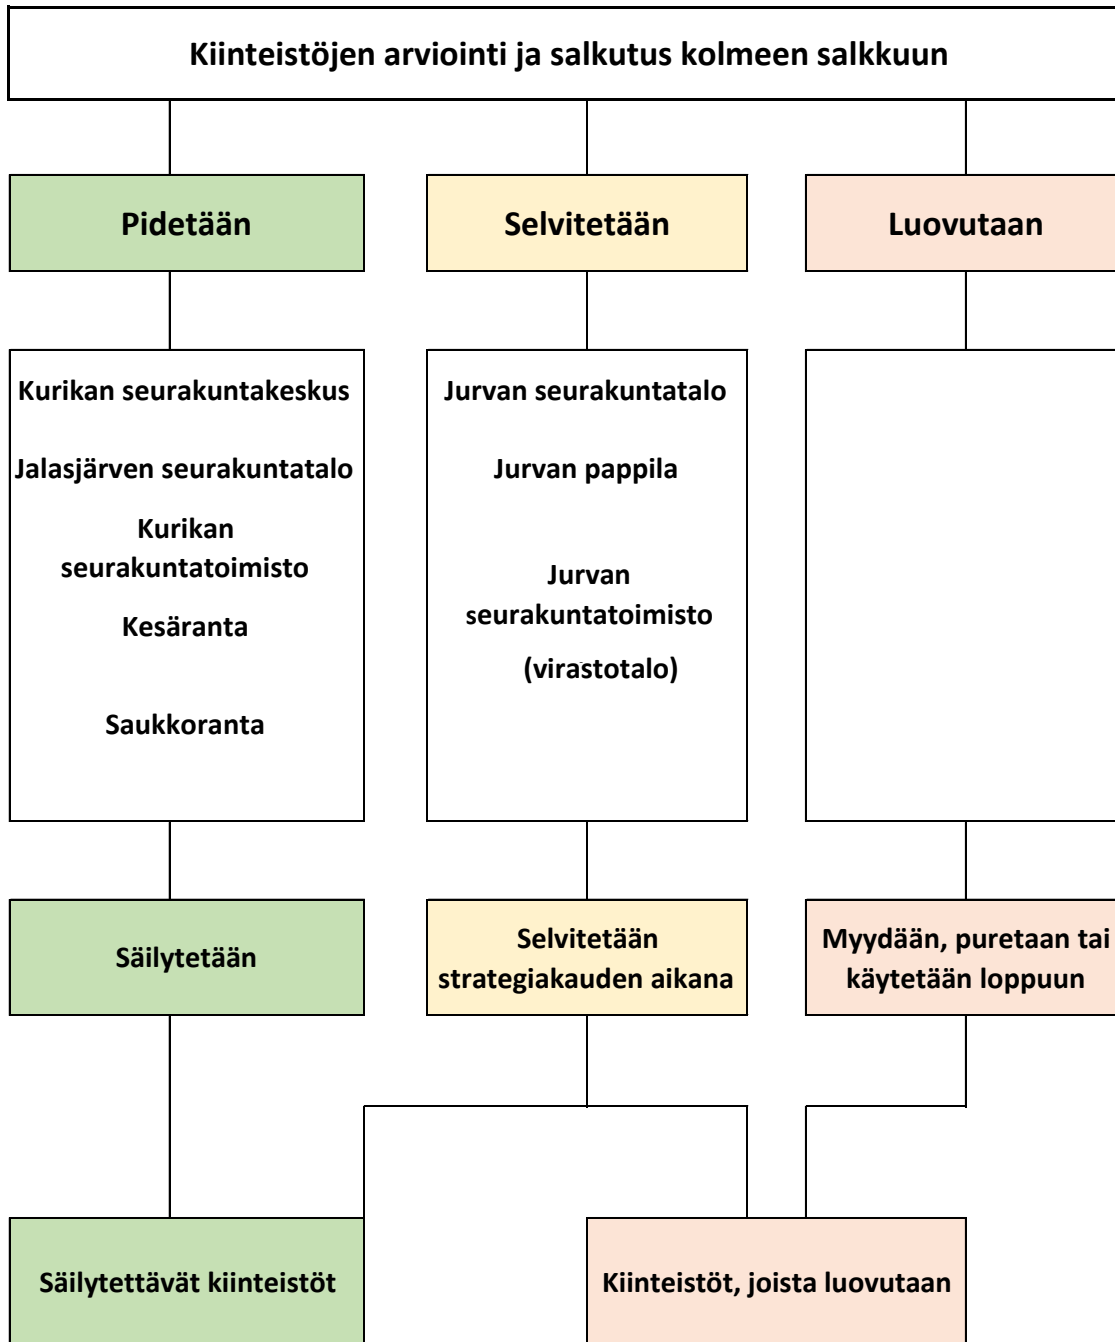 Kiinteistöjen arviointi ja salkutus kolmeen salkkuun
Pidetään
Selvitetään
Luovutaan
Kurikan seurakuntakeskus
Jalasjärven seurakuntatalo
Kurikan
seurakuntatoimisto
Kesäranta
Saukkoranta
Jurvan seurakuntatalo
Jurvan pappila
Jurvan
seurakuntatoimisto
(virastotalo)
Säilytetään
Selvitetään
strategiakauden aikana
Myydään, puretaan tai
käytetään loppuun
Säilytettävät kiinteistöt
Kiinteistöt, joista luovutaan